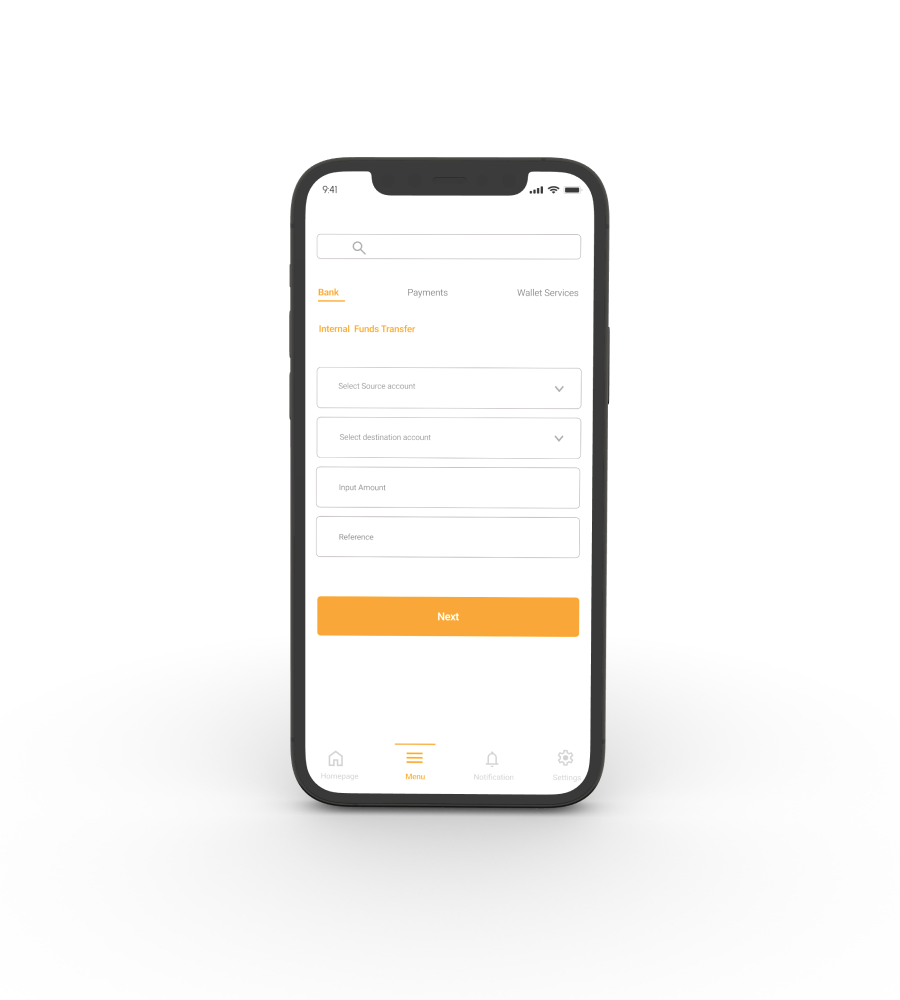 9:41
Bank Payments Wallet Services
Internal Funds Transfer
Select Source account
Select destination account
Input Amount
Reference
Next
Homepage Menu Notification Settings